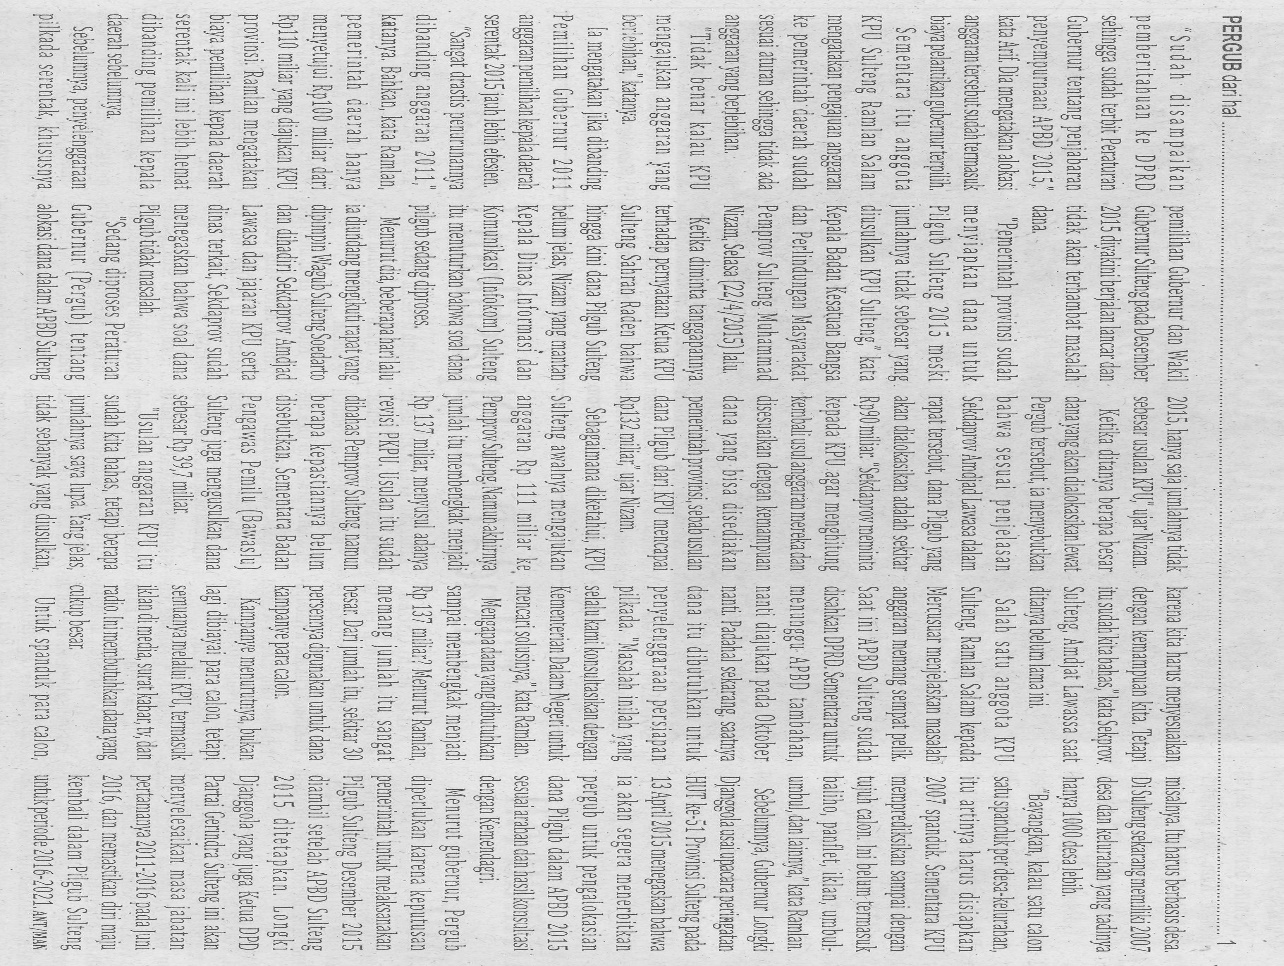 PERGUB dari hal .......... 1
"Sudah disampaikan
pemberitahuan ke DPRD
sehingga sudah terbit Peraturan
Gubernur tentang penjabaran
penyempurnaan APBD 2015,"
kata Arif. Dia mengatakan alokasi
anggaran tersebut sudah termasuk
biaya pelantikan gubernur terpilih.
Sementara itu anggota
KPU Sulteng Ramlan Salam
mengatakan pengajuan anggaran
ke pemerintah daerah sudah
sesuai aturan sehingga tidak ada
anggaran yang berlebihan.
"Tidak benar kalau KPU
mengajukan anggaran yang
berlebihan," katanya.
Ia mengatakan jika dibanding
Pemilihan Gubernur 2011
anggaran pemilihan kepala daerah
serentak 2015 jauh lebih efesien.
"Sangat drastis penurunannya
dibanding anggaran 2011,"
katanya. Bahkan, kata Ramlan,
pemerintah daerah hanya
menyetujui Rp100 miliar dari
Rp110 miliar yang diajukan KPU
provinsi. Ramlan mengatakan
biaya pemilihan kepala daerah
serentak kali ini lebih hemat
dibanding pemilihan kepala
daerah sebelumnya.
Sebelumnya, penyelenggaraan
pilkada serentak, khususnya
pemilihan Gubernur dan Wakil
Gubernur Sulteng pada Desember
2015 diyakini berjalan lancar dan
tidak akan terhambat masalah
dana.
"Pemerintah provinsi sudah
menyiapkan dana untuk
Pilgub Sulteng 2015 meski
jumlahnya tidak sebesar yang
diusulkan KPU Sulteng," kata
Kepala Badan Kesatuan Bangsa
dan Perlindungan Masyarakat
Pemprov Sulteng Muhammad
Nizam, Selasa (22/4/2015) lalu.
Ketika diminta tanggapannya
terhadap penyatan Ketua KPU
Sulteng Sahran Raden bahwa
hingga kini dana Pilgub Sulteng
belum jelas, Nizam yang mantan
Kepala Dinas Informasi dan
Komunikasi (Infokom) Sulteng
itu menuturkan bahwa soal dana
pilgub sedang diproses.
Menurut dia, beberapa hari lalu
ia diundang mengikuti rapat yang
dipimpin Wagub Sulteng Soedarto
dan dihadiri Sekdaprov Amdjad
Lawasa dan jajaran KPU serta
dinas terkait, Sekdaprov sudah
menegaskan bahwa soal dana
Pilgub tidak masalah.
"Sedang diproses Peraturan
Gubernur (Pergub) tentang
alokasi dana dalam APBD Sulteng
2015, hanya saja jumlahnya tidak
sebesar usulan KPU," ujar Nizam.
Ketika ditanya berapa besar
dana yang akan dialokasikan lewat
Pergub tersebut, ia menyebutkan
bahwa sesuai penjelasan
Sekdaprov Amdjad Lawasa dalam
rapat tersebut, dana Pilgub yang
akan dialokasikan adalah sekitar
Rp90 miliar. "Sekdaprov meminta
kepada KPU agar menghitung
kembali usul anggaran mereka dan
disesuaikan dengan kemampuan
dana yang bisa disediakan
pemerintah provinsi, sebab usulan
dana Pilgub dari KPU mencapai
Rp132 miliar," ujar Nizam.
Sebagaimana diketahui, KPU
Sulteng awalnya mengajukan
anggaran Rp 111 miliar ke
Pemprov Sulteng. Namun akhirnya
jumlah itu membengkak menjadi
Rp 137 miliar, menyusul adanya
revisi PKPU. Usulan itu sudah
dibahas Pemprov Sulteng, namun
berapa kepastiannya belum
disebutkan. Sementara Badan
Pengawas Pemilu (Bawaslu)
Sulteng juga mengusulkan dana
sebesar Rp 39,7 miliar.
"Usulan anggaran KPU itu
sudah kita bahas, tetapi berapa
jumlahnya saya lupa. Yang jelas,
tidak sebanyak yang diusulkan,
karena kita harus menyesuaikan
dengan kemampuan kita. Tetapi
itu sudah kita bahas," kata Sekprov
Sulteng, Amdjat Lawassa saat
ditanya belum lama ini.
Salah satu anggota KPU
Sulteng, Ramlan Salam kepada
Mercusuar menjelaskan masalah
anggaran memang sempat pelik.
Saat ini APBD Sulteng sudah
disahkan DPRD. Sementara untuk
menunggu APBD tambahan,
nanti diajukan pada Oktober
nanti. Padahal sekarang, saatnya
dana itu dibutuhkan untuk
penyelenggaraan persiapan
pilkada. "Masalah inilah yang
selalu kami konsultasikan dengan
Kementerian Dalam Negeri untuk
mencari solusinya," kata Ramlan.
Mengapa dana yang dibutuhkan
sampai membengkak menjadi
Rp 137 miliar? Menurut Ramlan,
memang jumlah itu sangat
besar. Dari jumlah itu, sekitar 30
persennya digunakan untuk dana
kampanye para calon.
Kampanye menurutnya, bukan
lagi dibiayai para calon, tetapi
semuanya melalui KPU, termasuk
iklan di media, surat kabar, tv, dan
radio. Ini membutuhkan dana yang
cukup besar.
Untuk spanduk para calon,
misalnya. Itu harus berbasis desa.
Di Sulteng sekarang memiliki 2007
desa dan kelurahan yang tadinya
hanya 1000 desa lebih.
"Bayangkan, kalau satu calon
satu spanduk per desa-kelurahan,
itu artinya harus disiapkan
2007 spanduk. Sementara KPU
memprediksikan sampai dengan
tujuh calon. Ini belum termasuk
baliho, pamflet, iklan, umbul-
umbul, dan lainnya," kata Ramlan.
Sebelumnya, Gubernur Longki
Djanggola usai upacara peringatan
HUT ke-51 Provinsi Sulteng pada
13 April 2015 menegaskan bahwa
ia akan segera menerbitkan
pergub untuk pengalokasian
dana Pilgub dalam APBD 2015
sesuai arahan dan hasil konsultasi
dengan Kemendagri.
Menurut gubernur, Pergub
diperlukan karena keputusan
pemerintah untuk melaksanakan
Pilgub Sulteng Desember 2015
diambil setelah APBD Sulteng
2015 ditetapkan. Longki
Djanggola yang juga Ketua DPD
Partai Gerindra Sulteng ini akan
menyelesaikan masa jabatan
pertamanya 2011-2016 pada Juni
2016, dan memastikan diri maju
kembali dalam Pilgub Sulteng
untuk periode 2016-2021. ANT/MAN